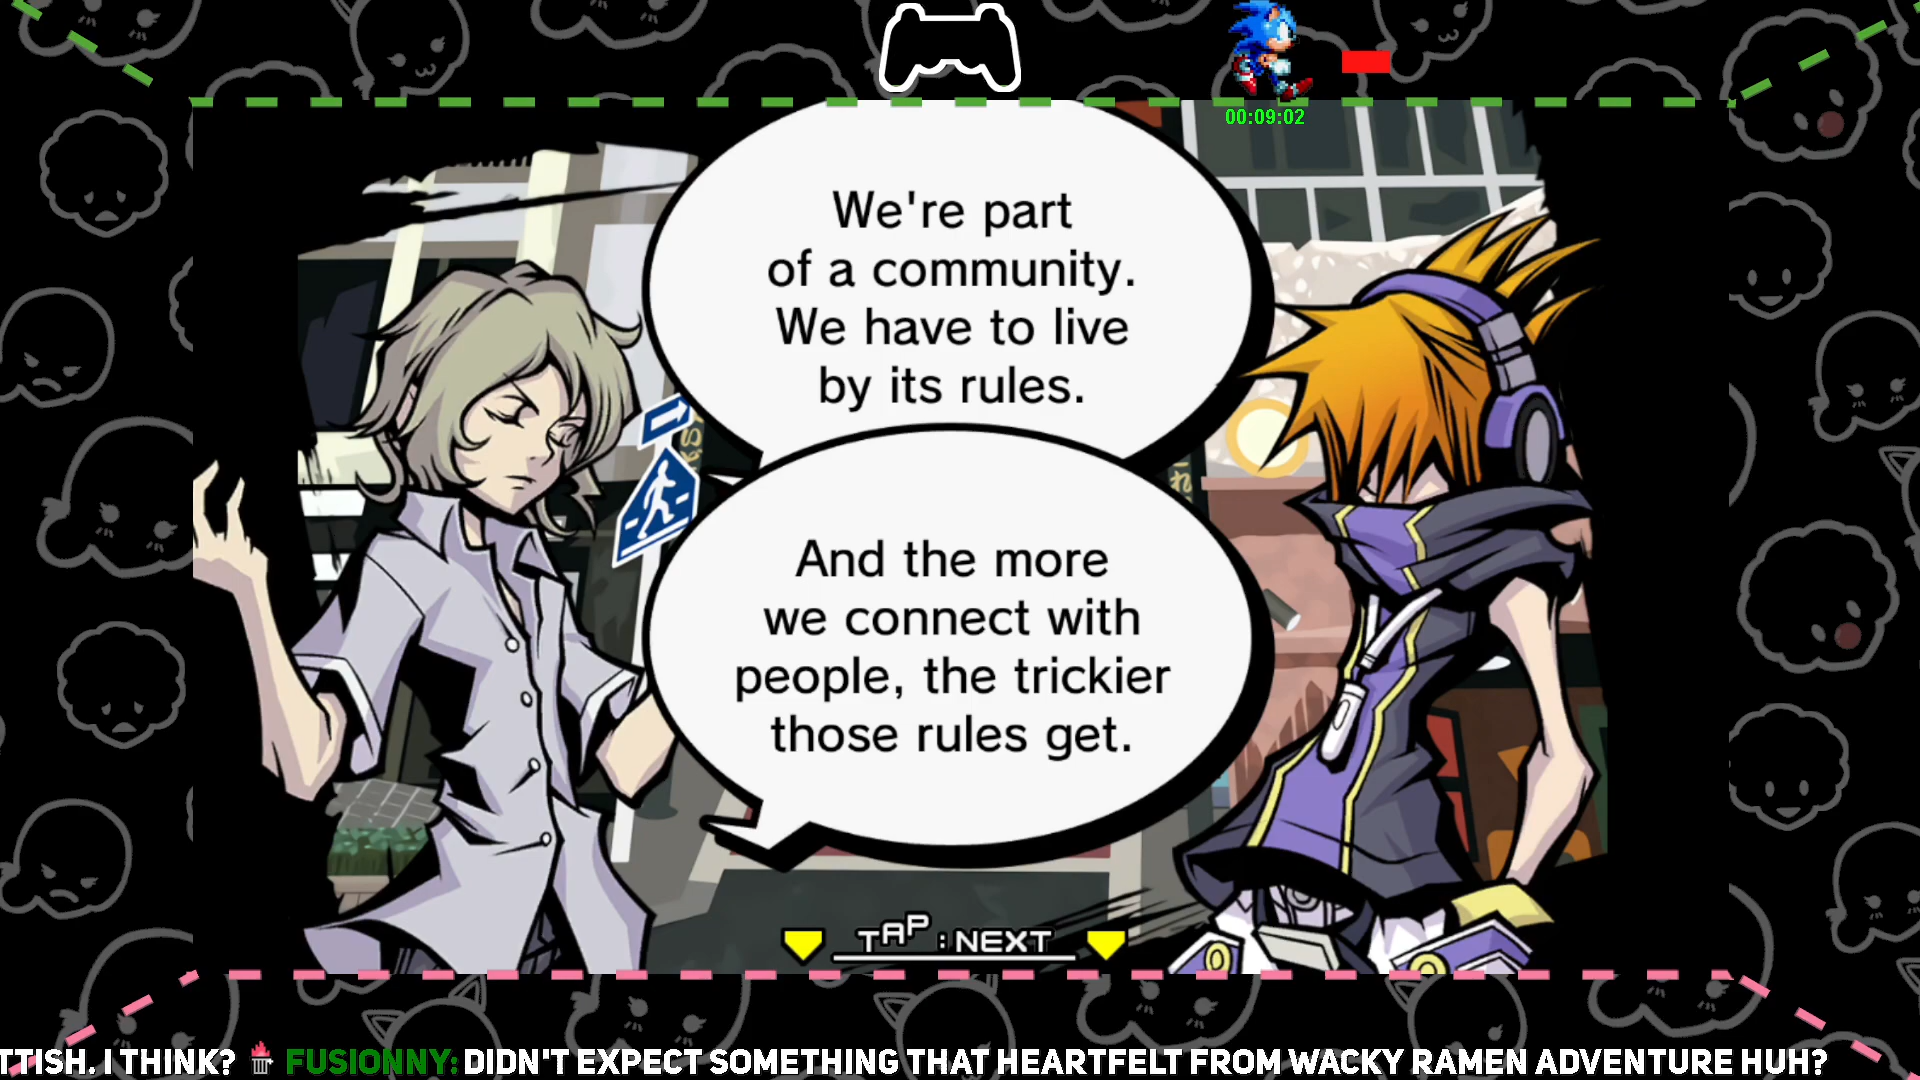 00:09:02
We're part
of a community.
We have to live
by its rules.
And the more
we connect with
people, the trickier
those rules get.
TAP : NEXT
TTISH. I THINK? FUSIONNY: DIDN'T EXPECT SOMETHING THAT HEARTFELT FROM WACKY RAMEN ADVENTURE HUH?